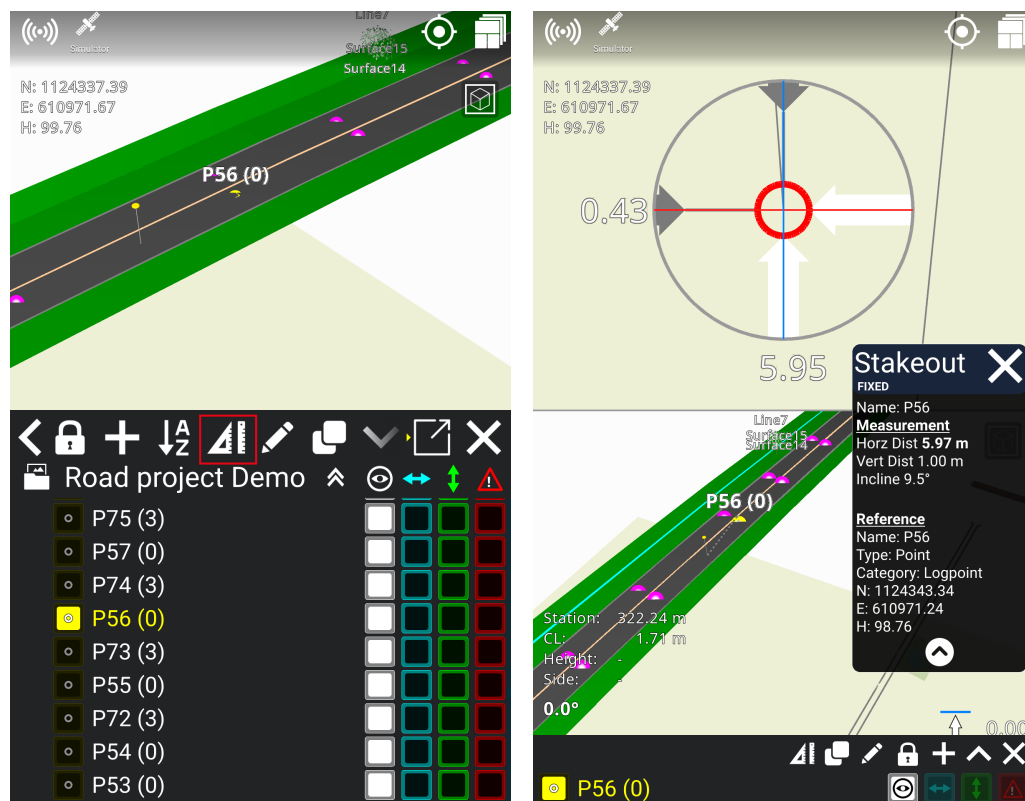 Simulator
Line7
Surface15
Surface14
N: 1124337.39
E: 610971.67
H: 99.76
P56 (0)
A
Z
Road project Demo
P75 (3)
P57 (0)
P74 (3)
P56 (0)
P73 (3)
P55 (0)
P72 (3)
P54 (0)
P53 (0)
Simulator
N: 1124337.39
E: 610971.67
H: 99.76
0.43
5.95
Stakeout
FIXED
Name: P56
Measurement
Horz Dist 5.97 m
Vert Dist 1.00 m
Incline 9.5°
Reference
Name: P56
Type: Point
Category: Logpoint
N: 1124343.34
E: 610971.24
H: 98.76
Line7
Surface15
Surface14
P56 (0)
Station: 322.24 m
CL: 1.71 m
Height: -
Side: -
0.0°
0.00
P56 (0)